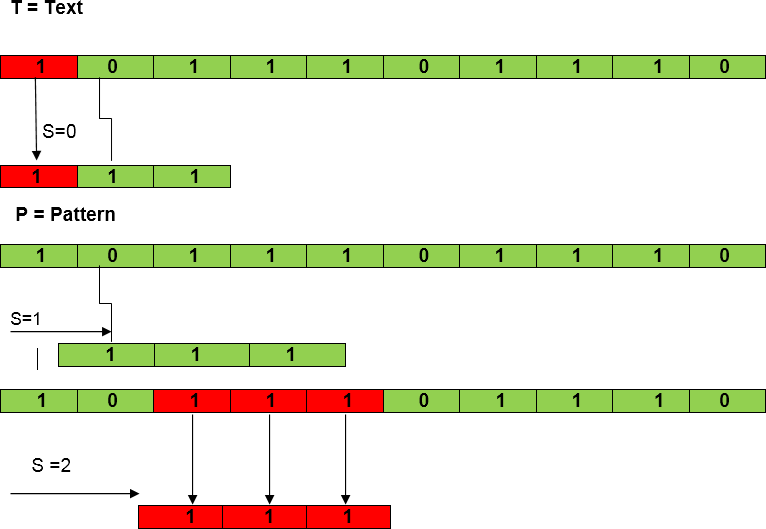 T = Text
1 0 1 1 1 0 1 1 1 0
S=0
1 1 1
P = Pattern
1 0 1 1 1 0 1 1 1 0
S=1
1 1 1
1 0 1 1 1 0 1 1 1 0
S =2
1 1 1